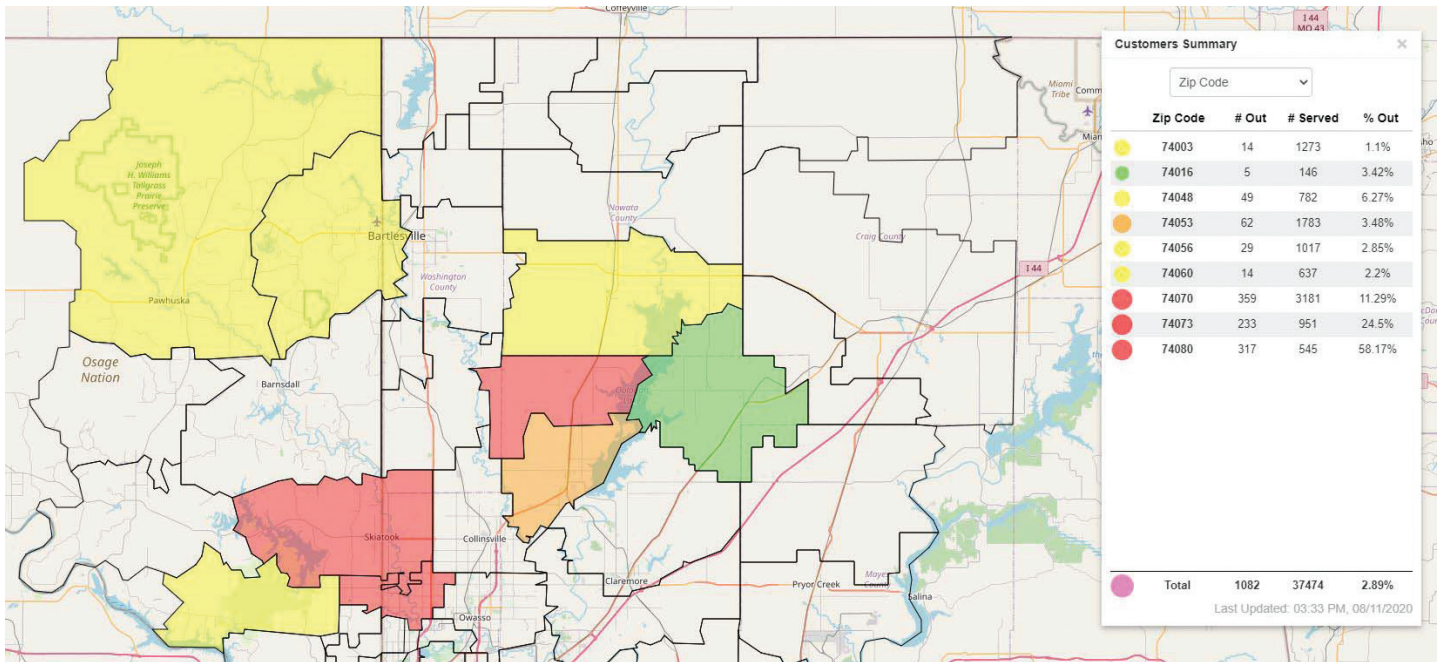 Coffeyville
I 44
MO 43
Customers Summary ×
Zip Code
Zip Code # Out # Served % Out
74003 14 1273 1.1%
74016 5 146 3.42%
74048 49 782 6.27%
74053 62 1783 3.48%
74056 29 1017 2.85%
74060 14 637 2.2%
74070 359 3181 11.29%
74073 233 951 24.5%
74080 317 545 58.17%
Total 1082 37474 2.89%
Last Updated: 03:33 PM, 08/11/2020
Miami
Tribe
Comm
Joseph
H. Williams
Tallgrass
Prairie
Preserve
Nowata
County
Bartlesville
Craig County
I 44
Washington
County
Pawhuska
Osage
Nation
Barnsdall
Skiatook
Collinsville
Claremore
Pryor Creek
Salina
Owasso